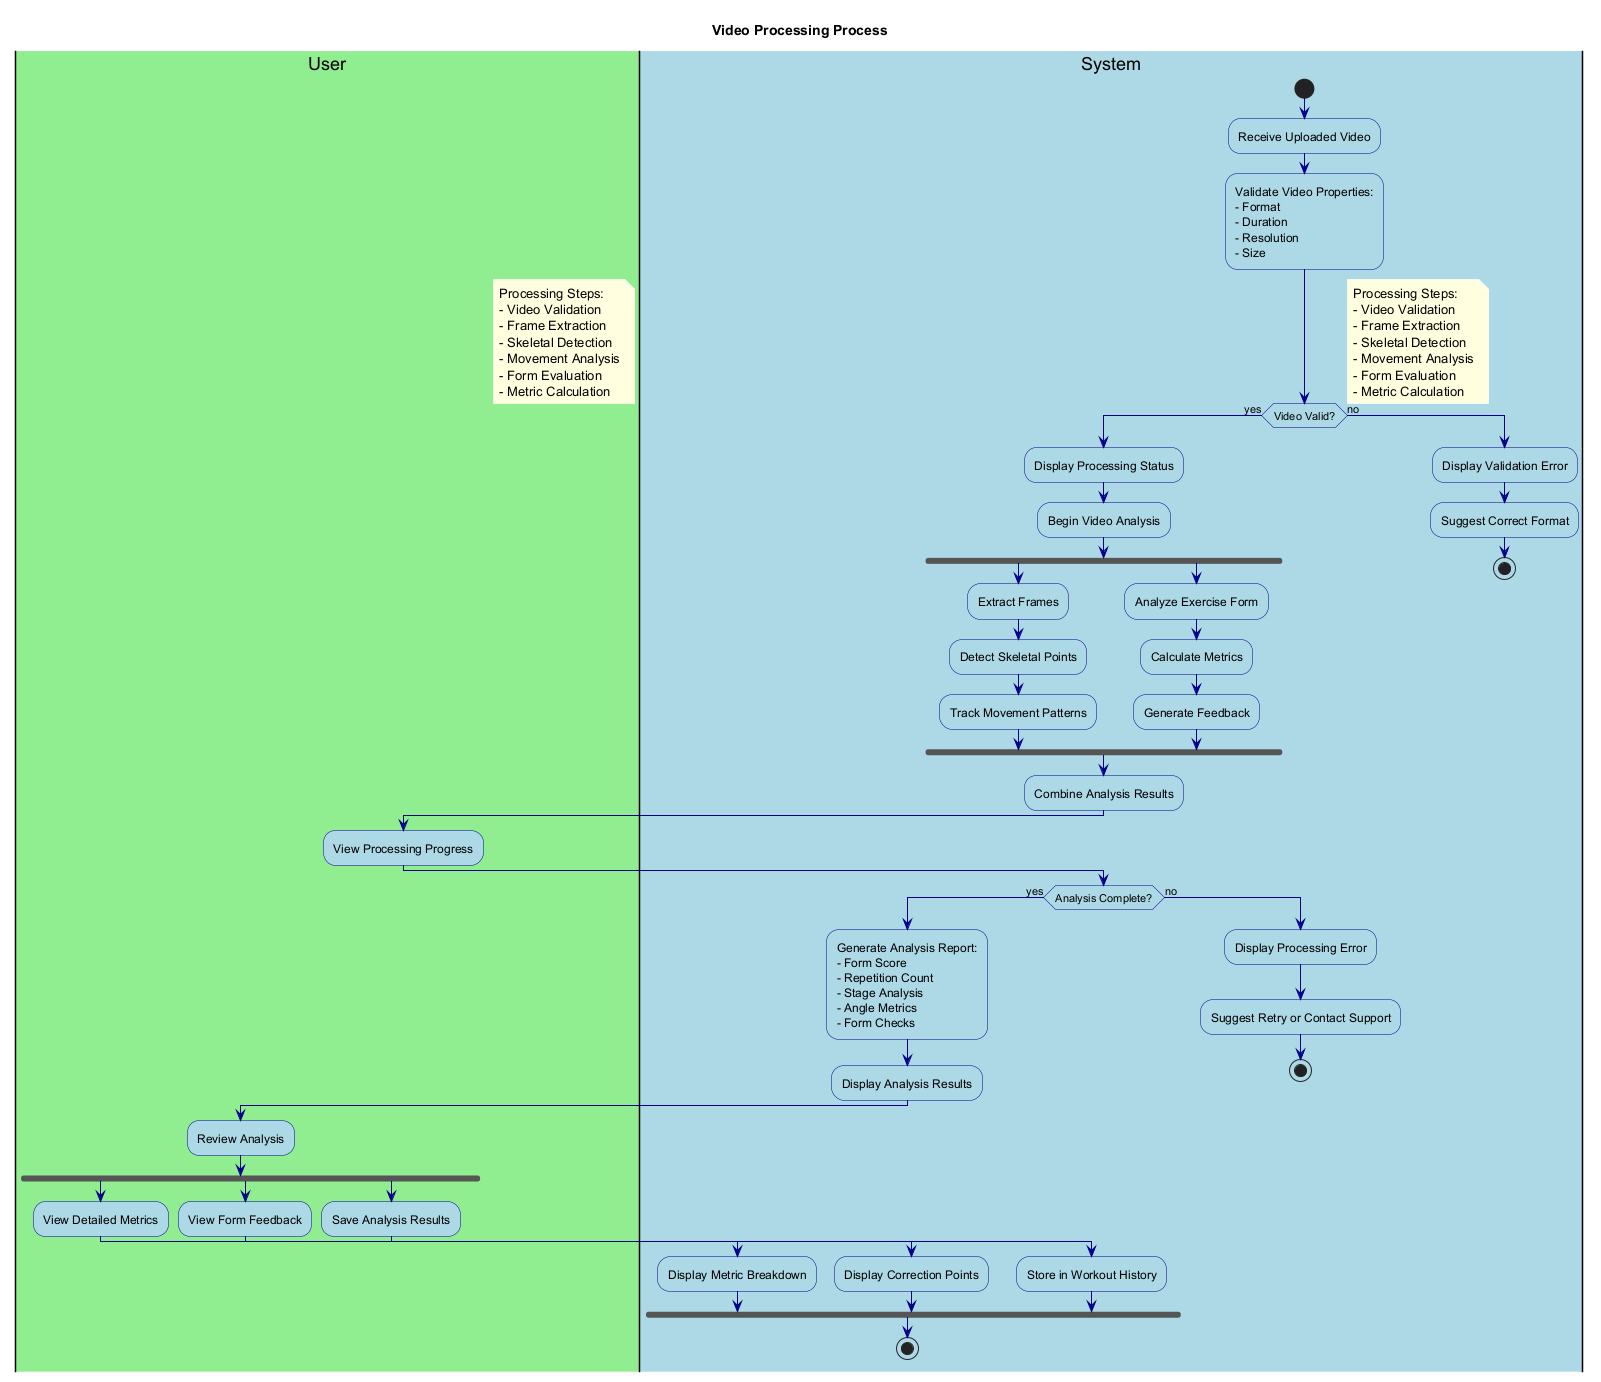 Video Processing Process
User
System
Receive Uploaded Video
Validate Video Properties:
- Format
- Duration
- Resolution
- Size
Processing Steps:
- Video Validation
- Frame Extraction
- Skeletal Detection
- Movement Analysis
- Form Evaluation
- Metric Calculation
Processing Steps:
- Video Validation
- Frame Extraction
- Skeletal Detection
- Movement Analysis
- Form Evaluation
- Metric Calculation
yes
Video Valid?
no
Display Processing Status
Display Validation Error
Begin Video Analysis
Suggest Correct Format
Extract Frames
Analyze Exercise Form
Detect Skeletal Points
Calculate Metrics
Track Movement Patterns
Generate Feedback
Combine Analysis Results
View Processing Progress
yes
Analysis Complete?
no
Generate Analysis Report:
- Form Score
- Repetition Count
- Stage Analysis
- Angle Metrics
- Form Checks
Display Processing Error
Suggest Retry or Contact Support
Display Analysis Results
Review Analysis
View Detailed Metrics
View Form Feedback
Save Analysis Results
Display Metric Breakdown
Display Correction Points
Store in Workout History